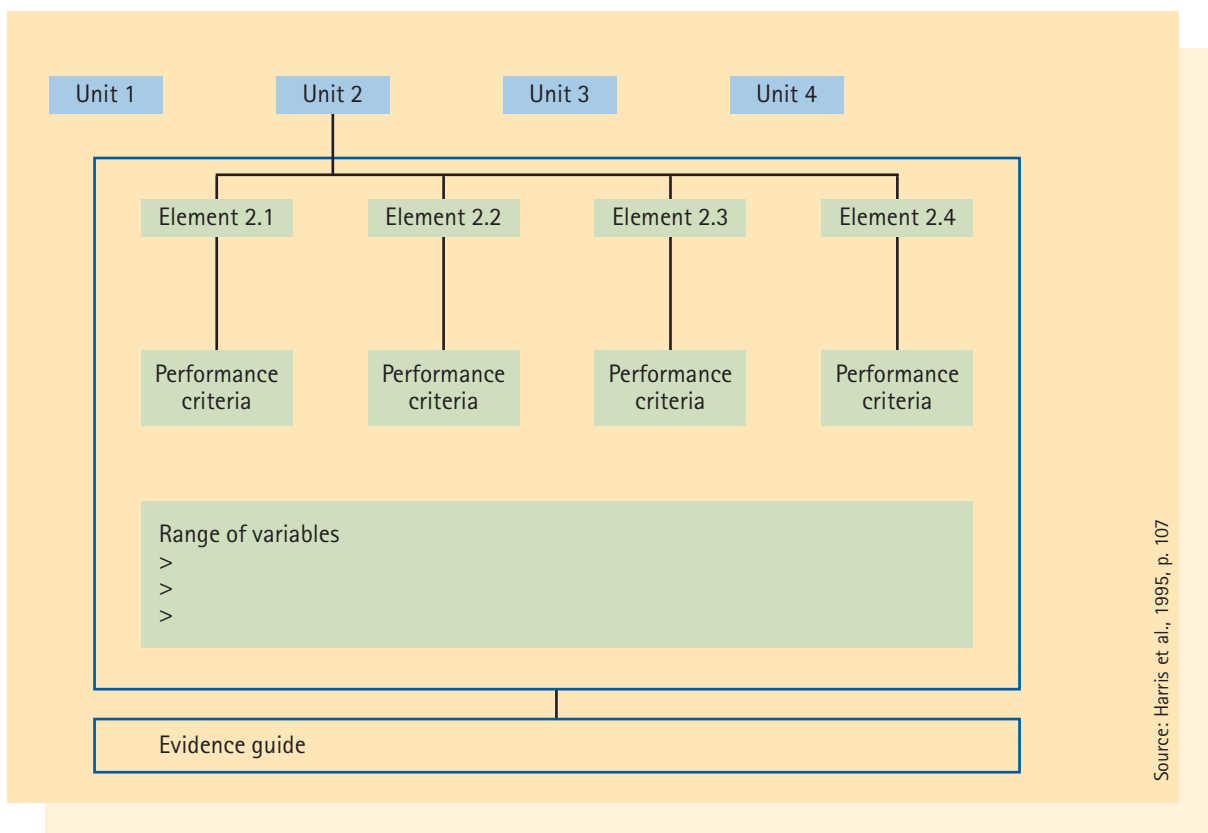 Unit 1
Unit 2
Unit 3
Unit 4
Element 2.1
Element 2.2
Element 2.3
Element 2.4
Performance
criteria
Performance
criteria
Performance
criteria
Performance
criteria
Range of variables
>
>
>
Evidence guide
Source: Harris et al., 1995, p. 107